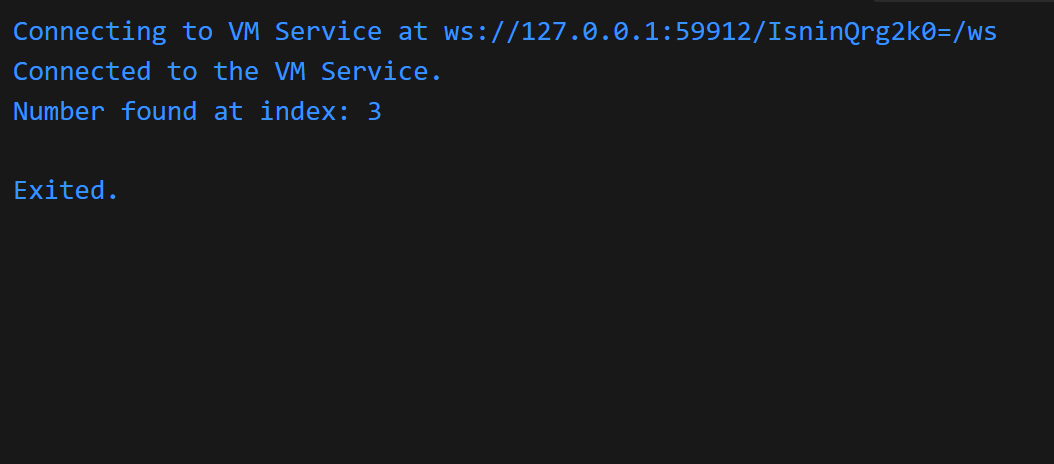 Connecting to VM Service at ws://127.0.0.1:59912/IsninQrg2k0=/ws
Connected to the VM Service.
Number found at index: 3
Exited.